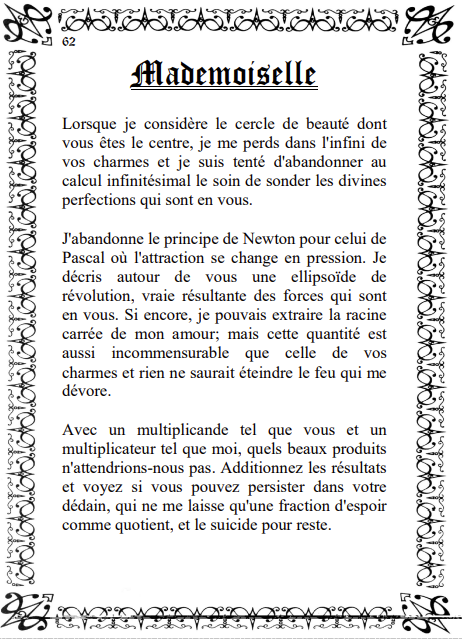 62
Mademoiselle
Lorsque je considère le cercle de beauté dont
vous êtes le centre, je me perds dans l'infini de
vos charmes et je suis tenté d'abandonner au
calcul infinitésimal le soin de sonder les divines
perfections qui sont en vous.
J'abandonne le principe de Newton pour celui de
Pascal où l'attraction se change en pression. Je
décris autour de vous une ellipsoïde de
révolution, vraie résultante des forces qui sont
en vous. Si encore, je pouvais extraire la racine
carrée de mon amour; mais cette quantité est
aussi incommensurable que celle de vos
charmes et rien ne saurait éteindre le feu qui me
dévore.
Avec un multiplicande tel que vous et un
multiplicateur tel que moi, quels beaux produits
n'attendrions-nous pas. Additionnez les résultats
et voyez si vous pouvez persister dans votre
dédain, qui ne me laisse qu'une fraction d'espoir
comme quotient, et le suicide pour reste.